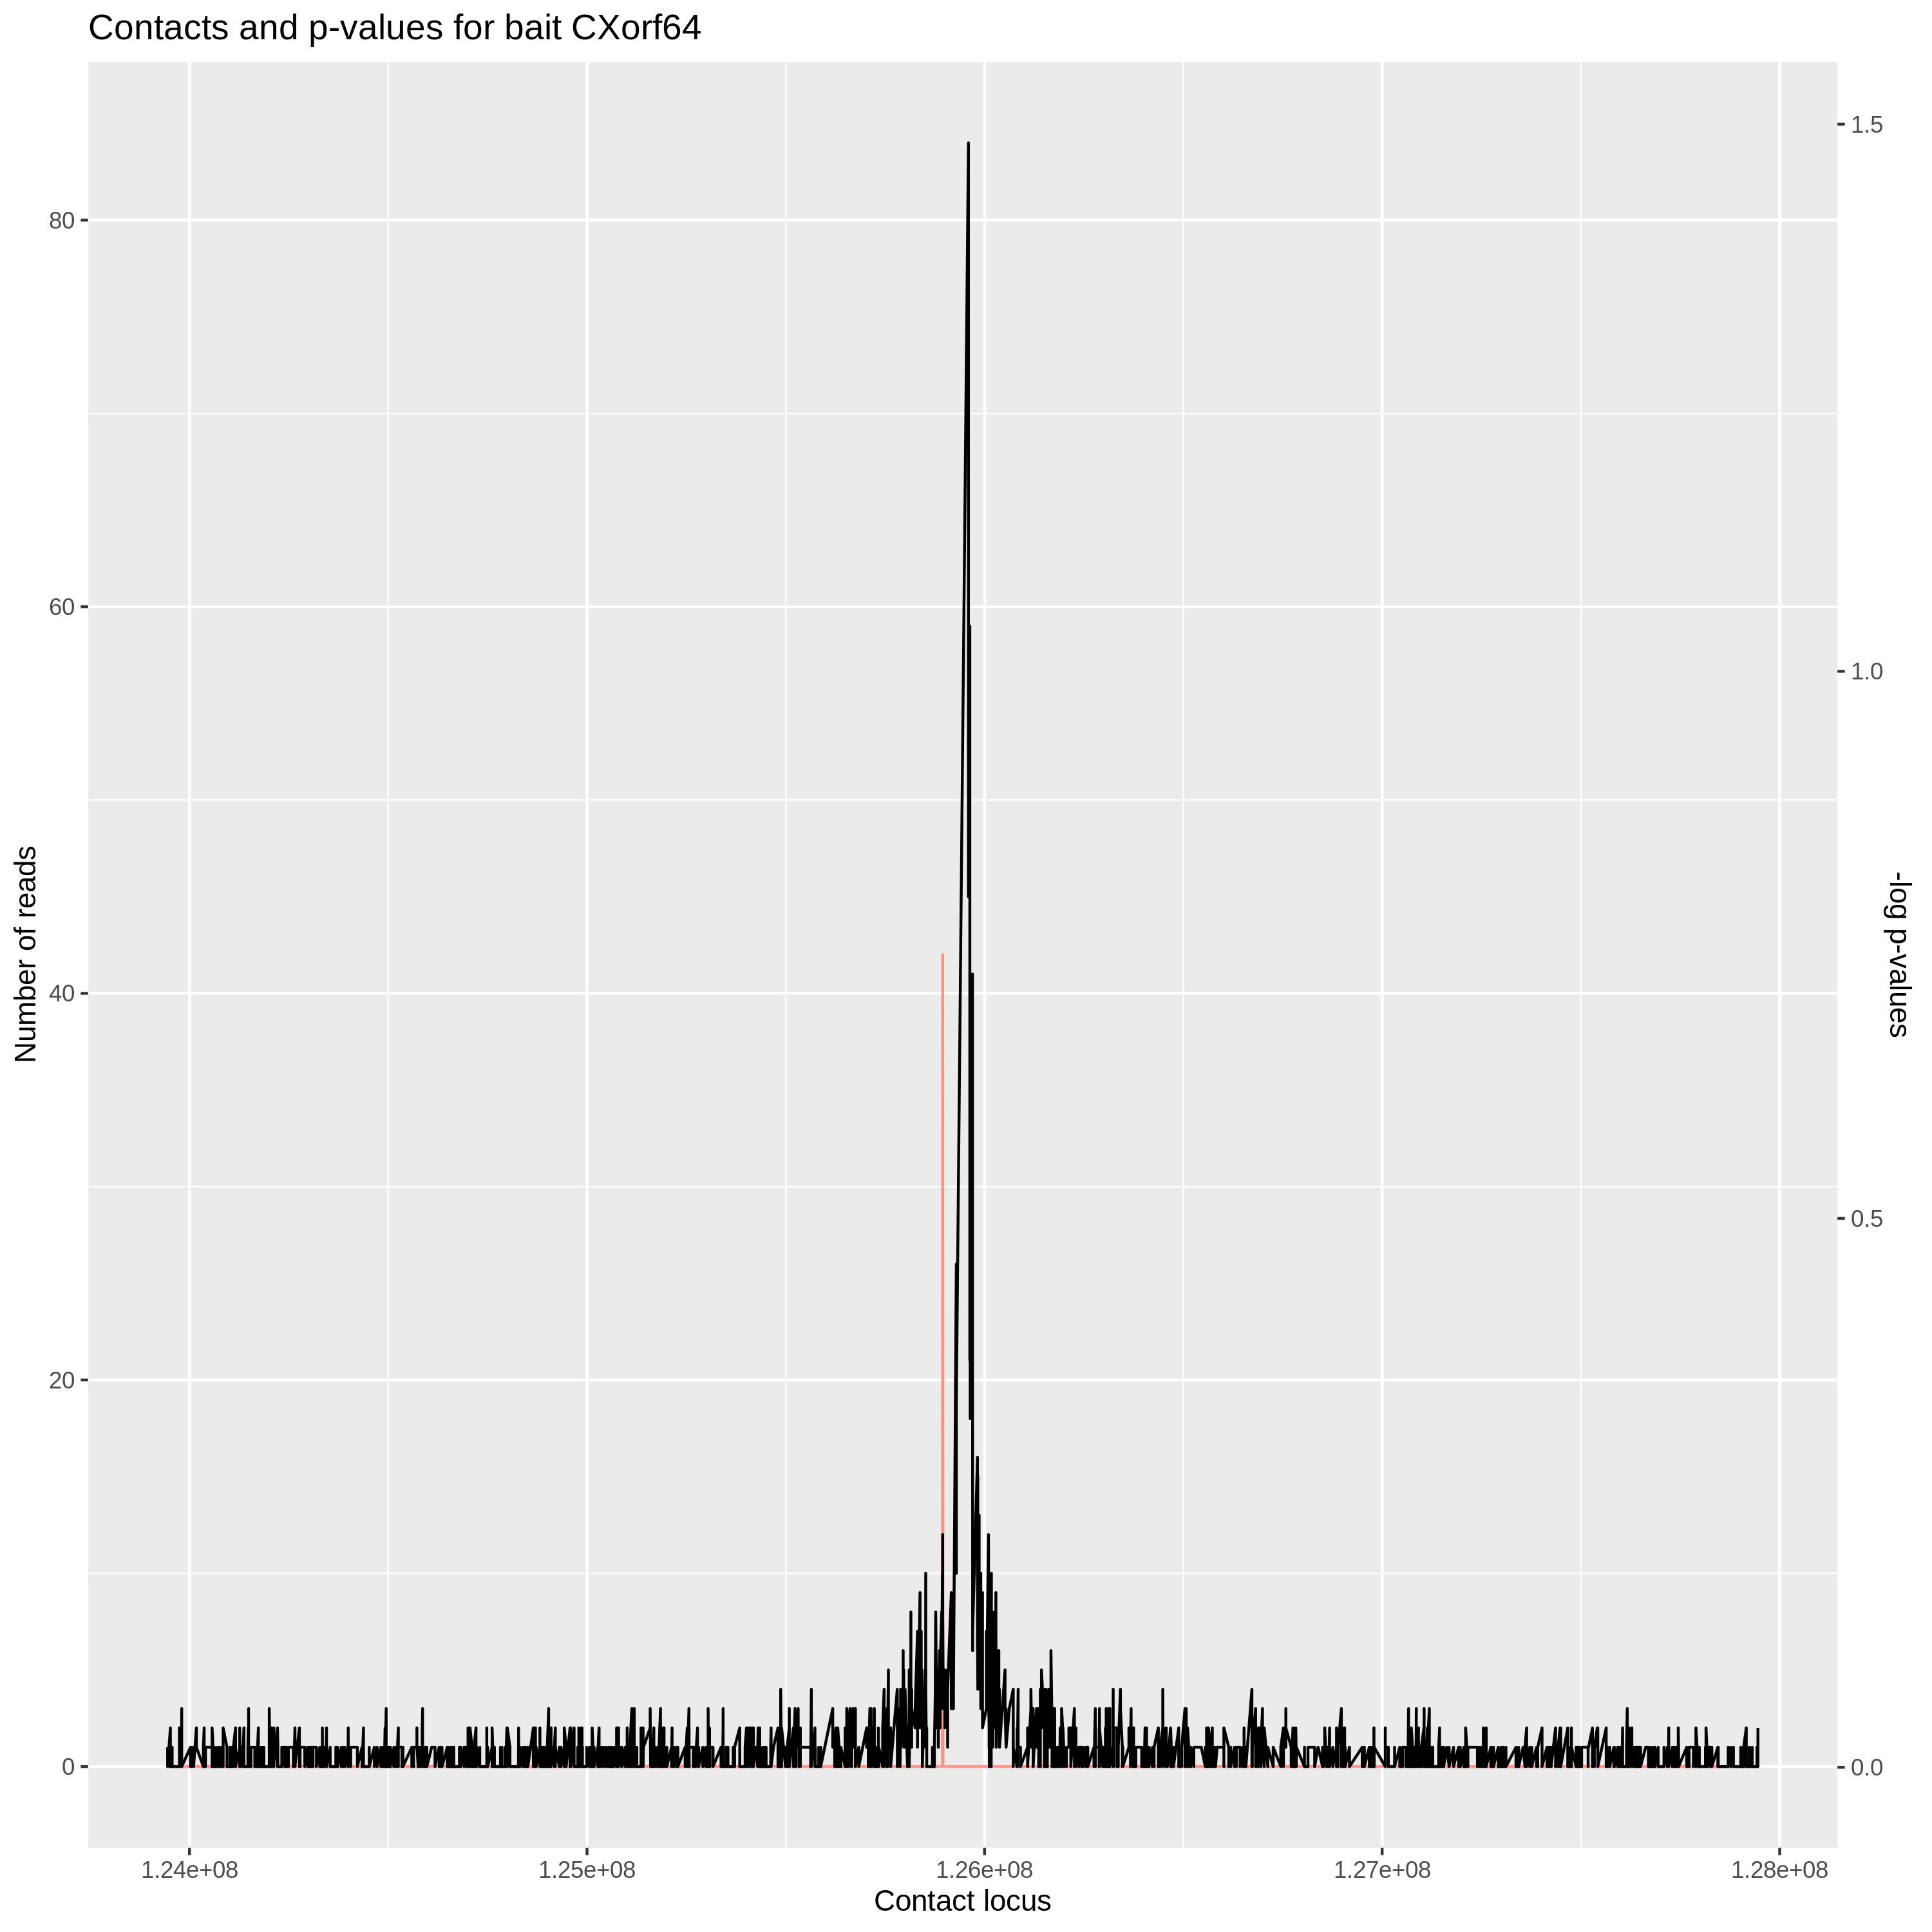 Contacts and p-values for bait CXorf64
80
60
40
20
0
Number of reads
1.5
1.0
0.5
0.0
-log p-values
1.24e+08
1.25e+08
1.26e+08
1.27e+08
1.28e+08
Contact locus